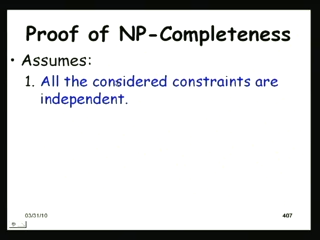 Proof of NP-Completeness
• Assumes:
1. All the considered constraints are
independent.
03/31/10
407